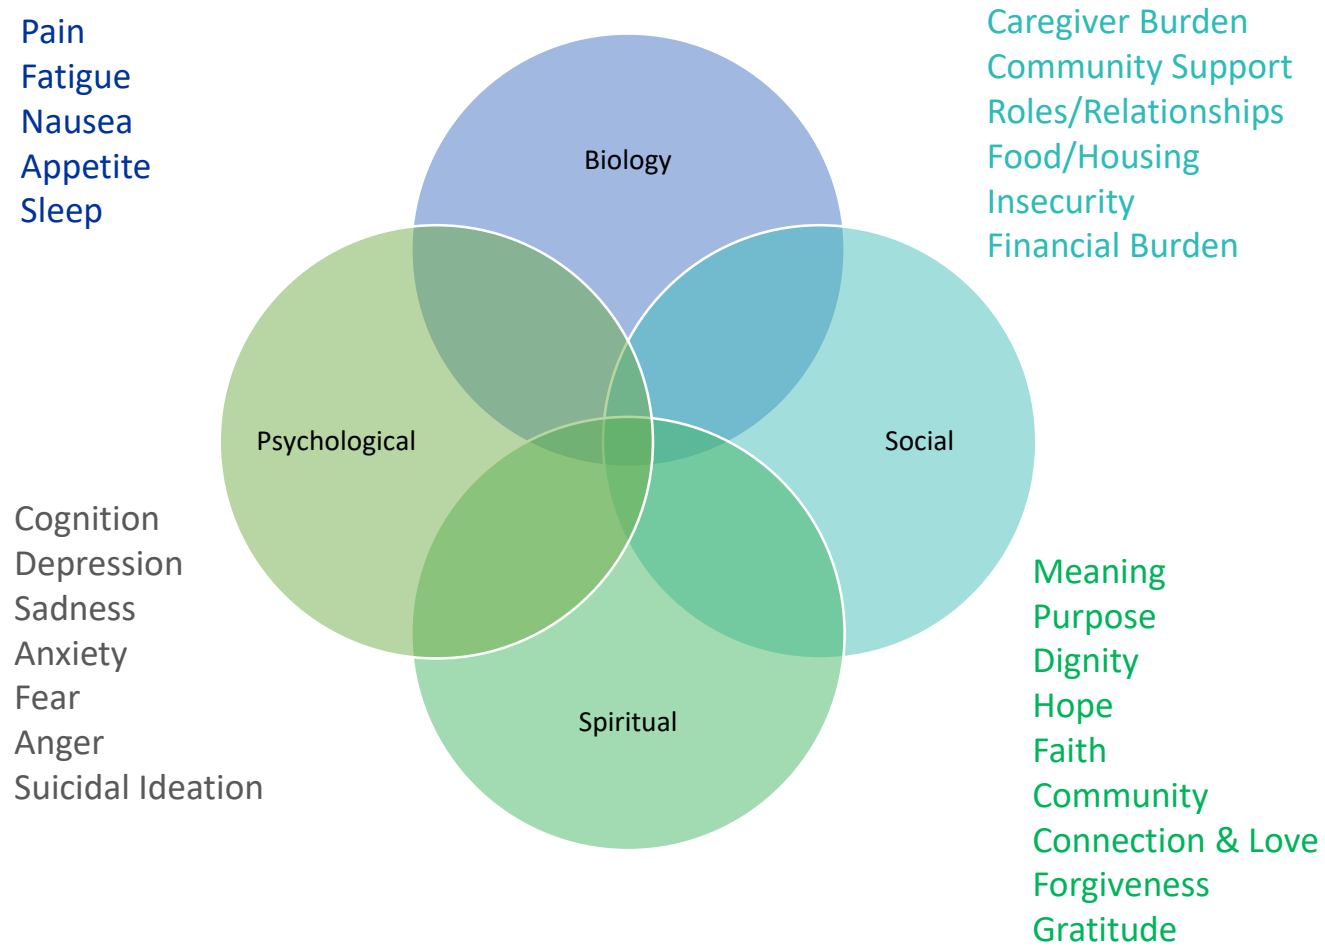 Pain
Fatigue
Nausea
Appetite
Sleep
Caregiver Burden
Community Support
Roles/Relationships
Food/Housing
Insecurity
Financial Burden
Biology
Psychological
Social
Spiritual
Cognition
Depression
Sadness
Anxiety
Fear
Anger
Suicidal Ideation
Meaning
Purpose
Dignity
Hope
Faith
Community
Connection & Love
Forgiveness
Gratitude